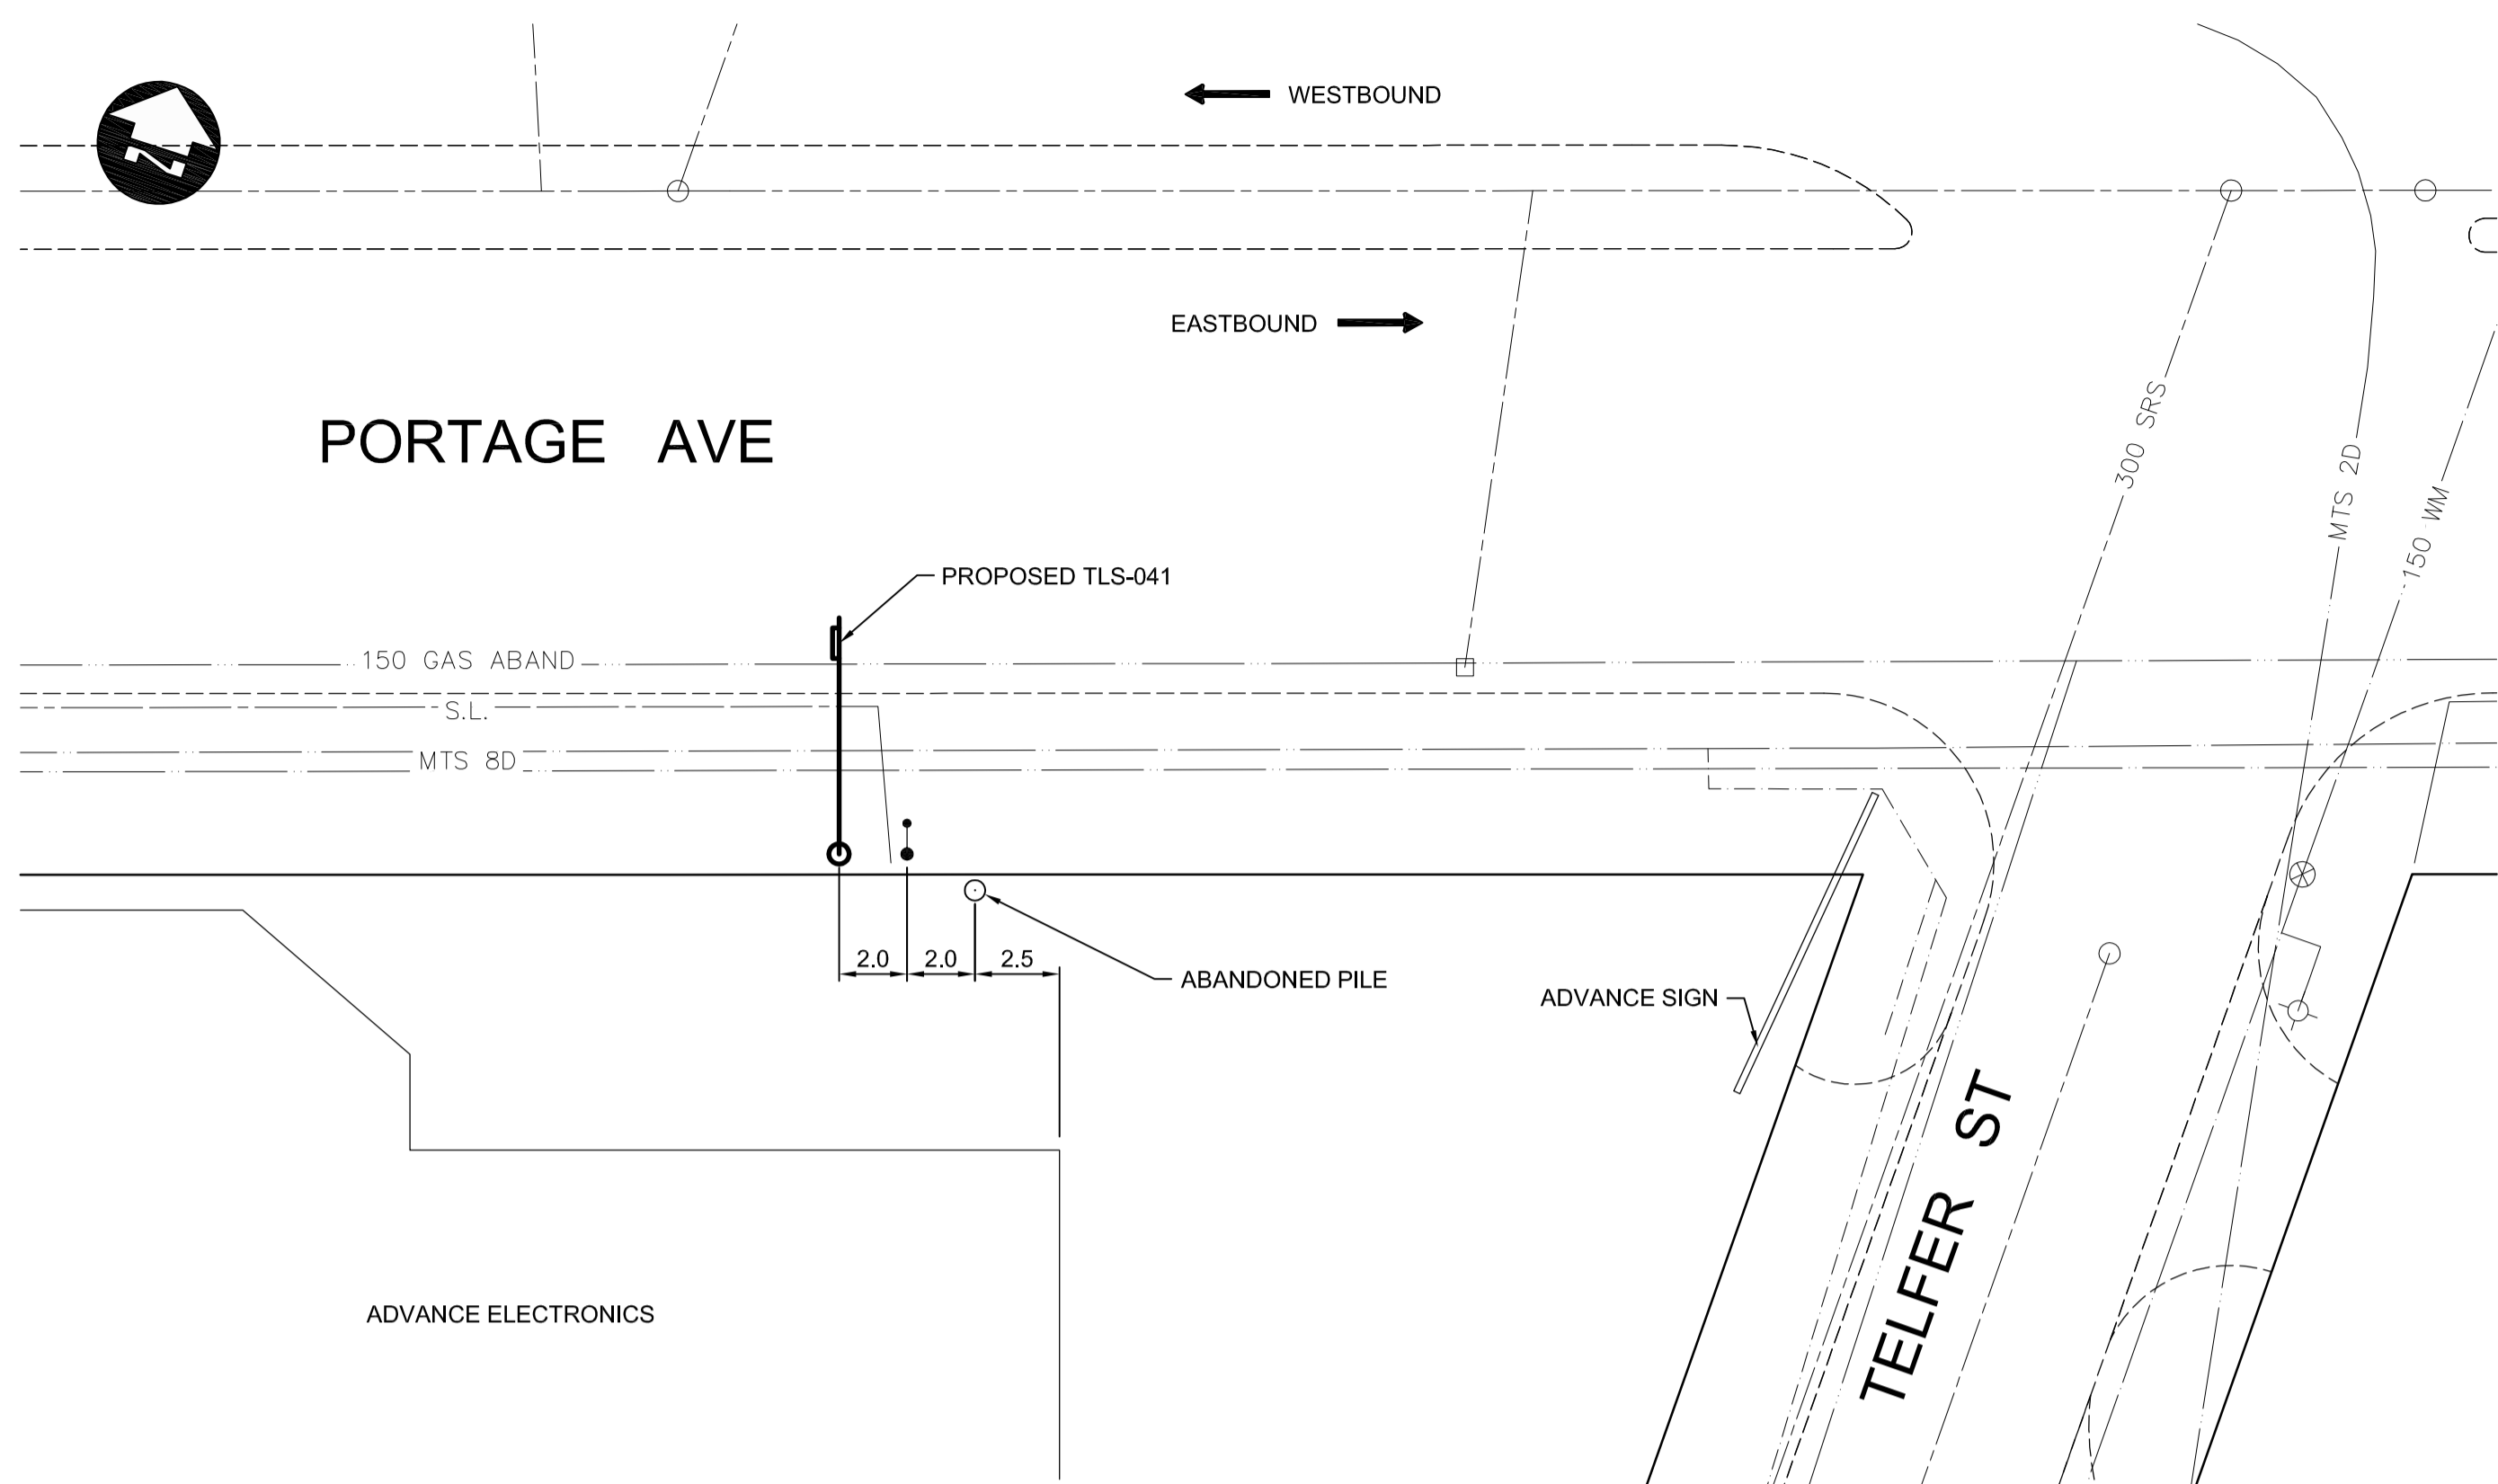 WESTBOUND
EASTBOUND
PORTAGE AVE
300 SRS
MTS 2D
150 WM
PROPOSED TLS-041
150 GAS ABAND
S.L.
MTS 8D
2.0
2.0
2.5
ABANDONED PILE
ADVANCE SIGN
TELFER ST
ADVANCE ELECTRONICS
Z